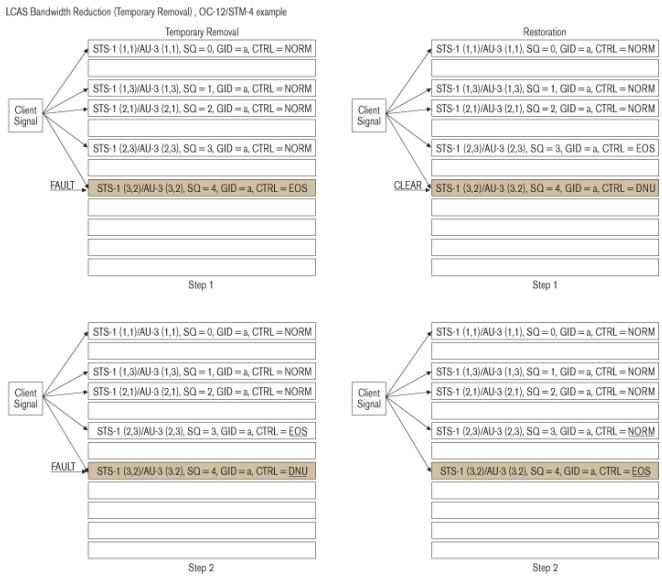 LCAS Bandwidth Reduction (Temporary Removal) , OC-12/STM-4 example
Temporary Removal
STS-1 (1,1)/AU-3 (1,1), SQ = 0, GID = a, CTRL = NORM
STS-1 (1,3)/AU-3 (1,3), SQ = 1, GID = a, CTRL = NORM
STS-1 (2,1)/AU-3 (2,1), SQ = 2, GID = a, CTRL = NORM
Client
Signal
STS-1 (2,3)/AU-3 (2,3), SQ = 3, GID = a, CTRL = NORM
FAULT
STS-1 (3,2)/AU-3 (3,2), SQ = 4, GID = a, CTRL = EOS
Step 1
Restoration
STS-1 (1,1)/AU-3 (1,1), SQ = 0, GID = a, CTRL = NORM
STS-1 (1,3)/AU-3 (1,3), SQ = 1, GID = a, CTRL = NORM
STS-1 (2,1)/AU-3 (2,1), SQ = 2, GID = a, CTRL = NORM
Client
Signal
STS-1 (2,3)/AU-3 (2,3), SQ = 3, GID = a, CTRL = EOS
CLEAR
STS-1 (3,2)/AU-3 (3.2), SQ = 4, GID = a, CTRL = DNU
Step 1
STS-1 (1,1)/AU-3 (1,1), SQ = 0, GID = a, CTRL = NORM
STS-1 (1,3)/AU-3 (1,3), SQ = 1, GID = a, CTRL = NORM
STS-1 (2,1)/AU-3 (2,1), SQ = 2, GID = a, CTRL = NORM
Client
Signal
STS-1 (2,3)/AU-3 (2,3), SQ = 3, GID = a, CTRL = EOS
FAULT
STS-1 (3,2)/AU-3 (3.2), SQ = 4, GID = a, CTRL = DNU
Step 2
STS-1 (1,1)/AU-3 (1,1), SQ = 0, GID = a, CTRL = NORM
STS-1 (1,3)/AU-3 (1,3), SQ = 1, GID = a, CTRL = NORM
STS-1 (2,1)/AU-3 (2,1), SQ = 2, GID = a, CTRL = NORM
Client
Signal
STS-1 (2,3)/AU-3 (2,3), SQ = 3, GID = a, CTRL = NORM
STS-1 (3,2)/AU-3 (3.2), SQ = 4, GID = a, CTRL = EOS
Step 2